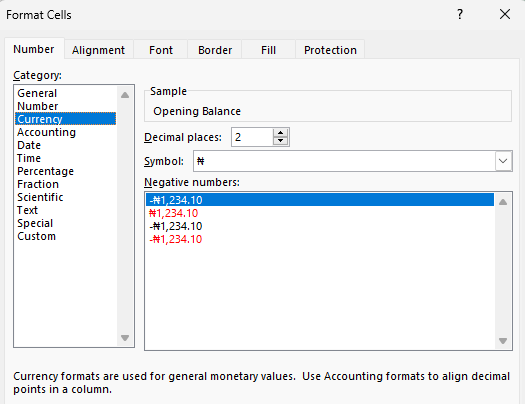 Format Cells
? ×
Number Alignment Font Border Fill Protection
Category:
General
Number
Currency
Accounting
Date
Time
Percentage
Fraction
Scientific
Text
Special
Custom
Sample
Opening Balance
Decimal places: 2
Symbol: ₦
Negative numbers:
-₦1,234.10
₦1,234.10
-₦1,234.10
-₦1,234.10
Currency formats are used for general monetary values.  Use Accounting formats to align decimal
points in a column.